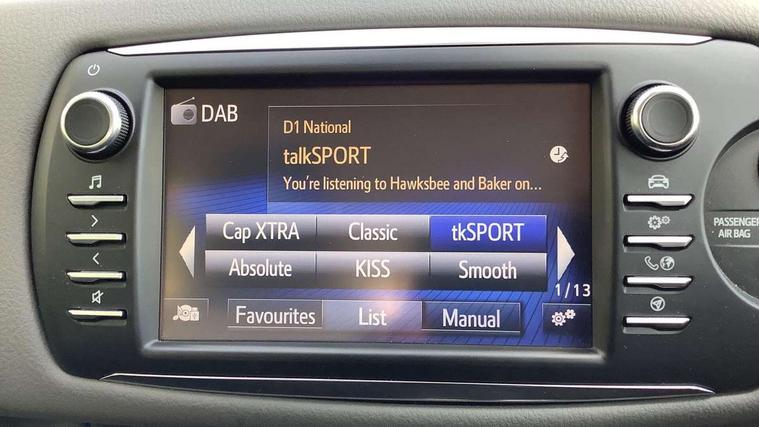 DAB
D1 National
talkSPORT
You're listening to Hawksbee and Baker on...
Cap XTRA Classic tkSPORT
Absolute KISS Smooth
1/13
Favourites List Manual
PASSENGER
AIR BAG